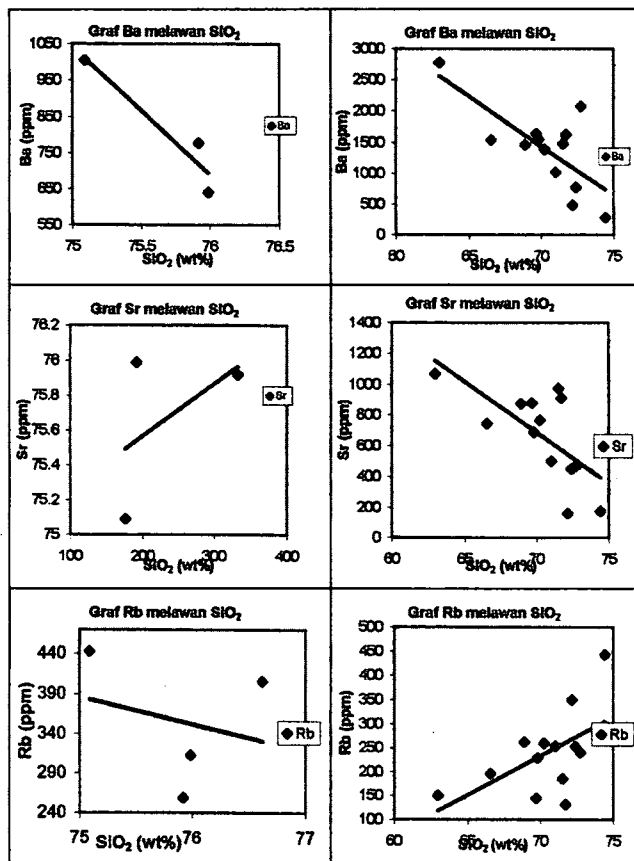 Graf Ba melawan SiO₂
Ba (ppm)
1050
950
850
750
650
550
75
75.5
76
76.5
SiO₂ (wt%)
Ba
Graf Ba melawan SiO₂
Ba (ppm)
3000
2500
2000
1500
1000
500
0
60
65
70
75
SiO₂ (wt%)
Ba
Graf Sr melawan SiO₂
Sr (ppm)
76.2
76
75.8
75.6
75.4
75.2
75
100
200
300
400
SiO₂ (wt%)
Sr
Graf Sr melawan SiO₂
Sr (ppm)
1400
1200
1000
800
600
400
200
0
60
65
70
75
SiO₂ (wt%)
Sr
Graf Rb melawan SiO₂
Rb (ppm)
440
390
340
290
240
75
76
77
SiO₂ (wt%)
Rb
Graf Rb melawan SiO₂
Rb (ppm)
500
450
400
350
300
250
200
150
100
60
65
70
75
SiO₂ (wt%)
Rb